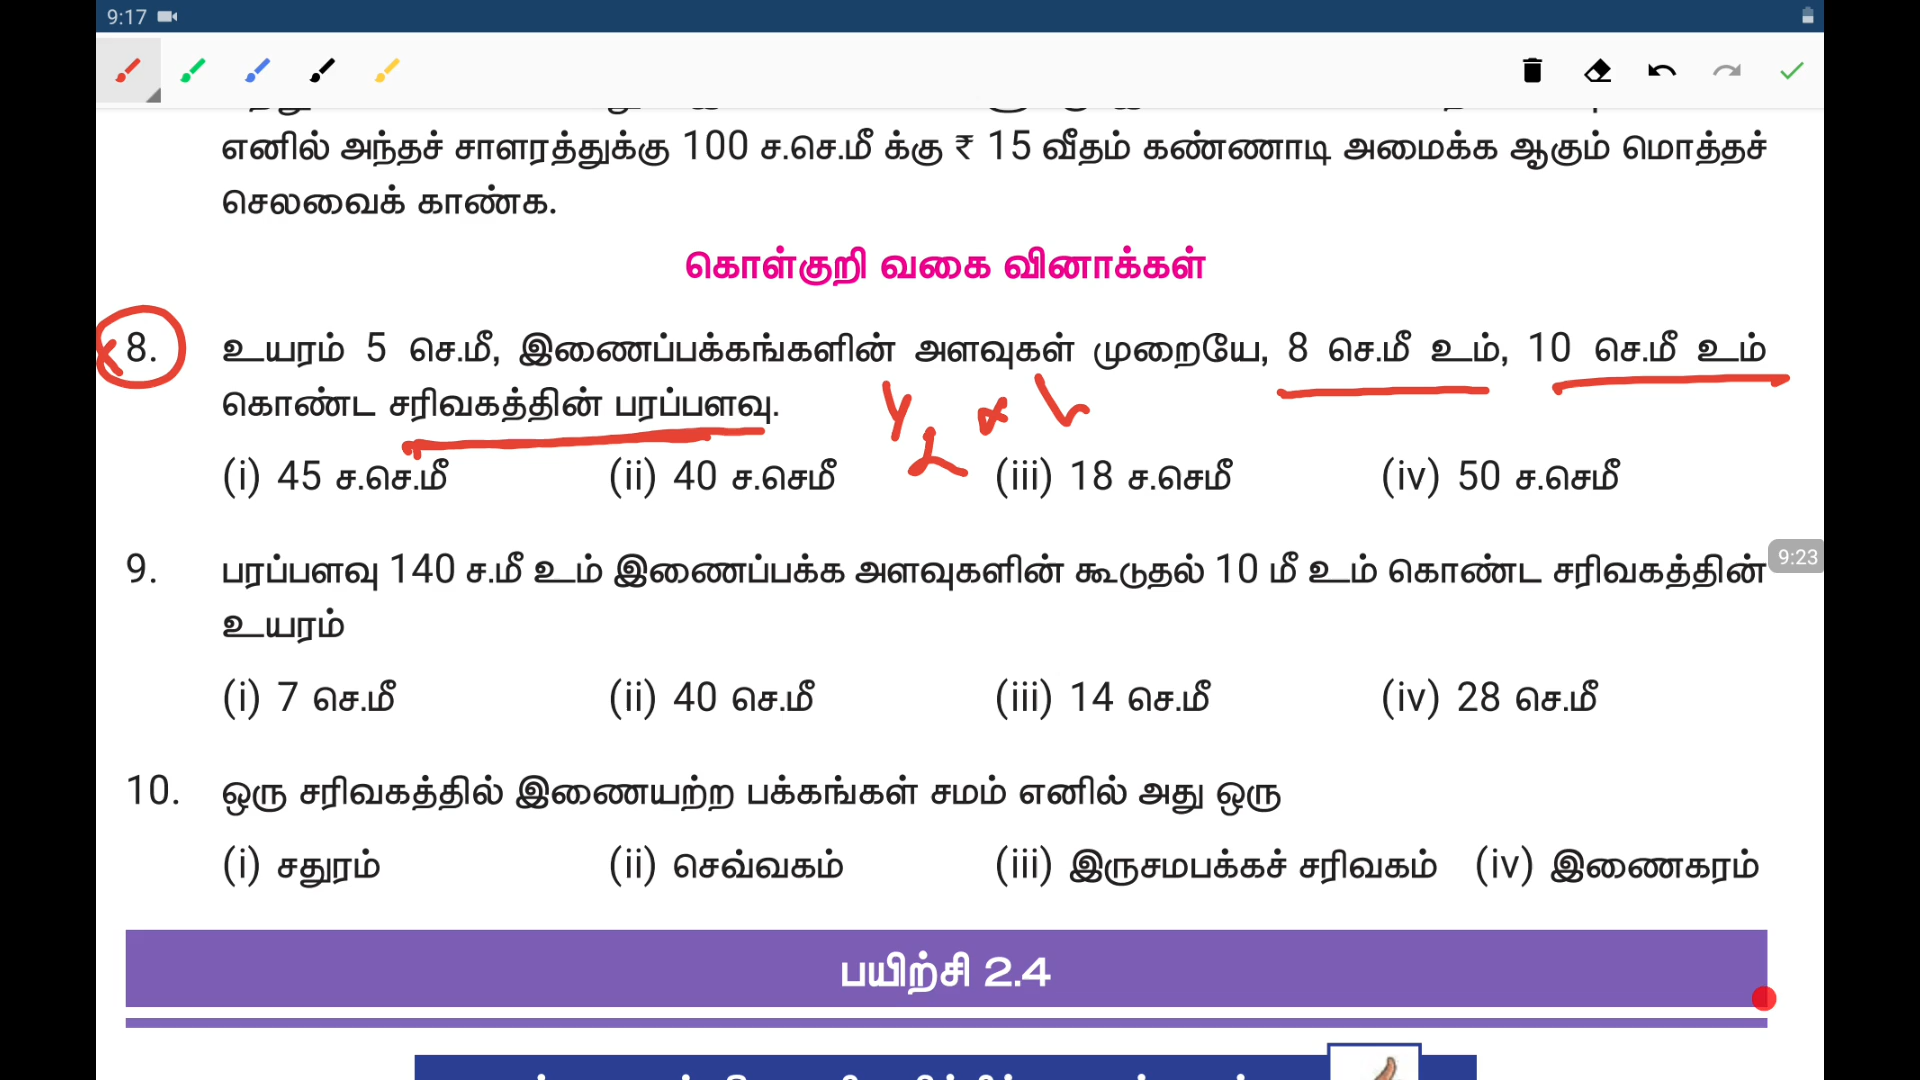 9:17
எனில் அந்தச் சாளரத்துக்கு 100 ச.செ.மீ க்கு ₹ 15 வீதம் கண்ணாடி அமைக்க ஆகும் மொத்தச்
செலவைக் காண்க.
கொள்குறி வகை வினாக்கள்
8. உயரம் 5 செ.மீ, இணைப்பக்கங்களின் அளவுகள் முறையே, 8 செ.மீ உம், 10 செ.மீ உம்
கொண்ட சரிவகத்தின் பரப்பளவு.
(i) 45 ச.செ.மீ (ii) 40 ச.செமீ (iii) 18 ச.செமீ (iv) 50 ச.செமீ
9. பரப்பளவு 140 ச.மீ உம் இணைப்பக்க அளவுகளின் கூடுதல் 10 மீ உம் கொண்ட சரிவகத்தின்
9:23
உயரம்
(i) 7 செ.மீ (ii) 40 செ.மீ (iii) 14 செ.மீ (iv) 28 செ.மீ
10. ஒரு சரிவகத்தில் இணையற்ற பக்கங்கள் சமம் எனில் அது ஒரு
(i) சதுரம் (ii) செவ்வகம் (iii) இருசமபக்கச் சரிவகம் (iv) இணைகரம்
பயிற்சி 2.4